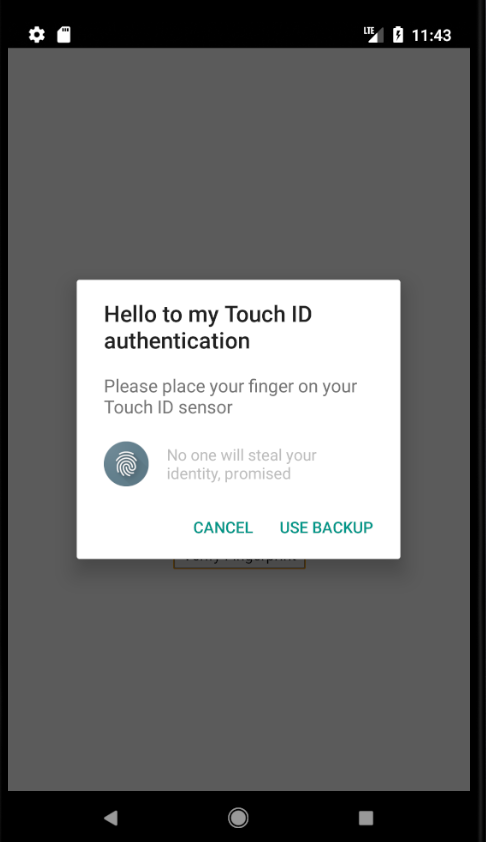 LTE 11:43
Hello to my Touch ID
authentication
Please place your finger on your
Touch ID sensor
No one will steal your
identity, promised
CANCEL USE BACKUP